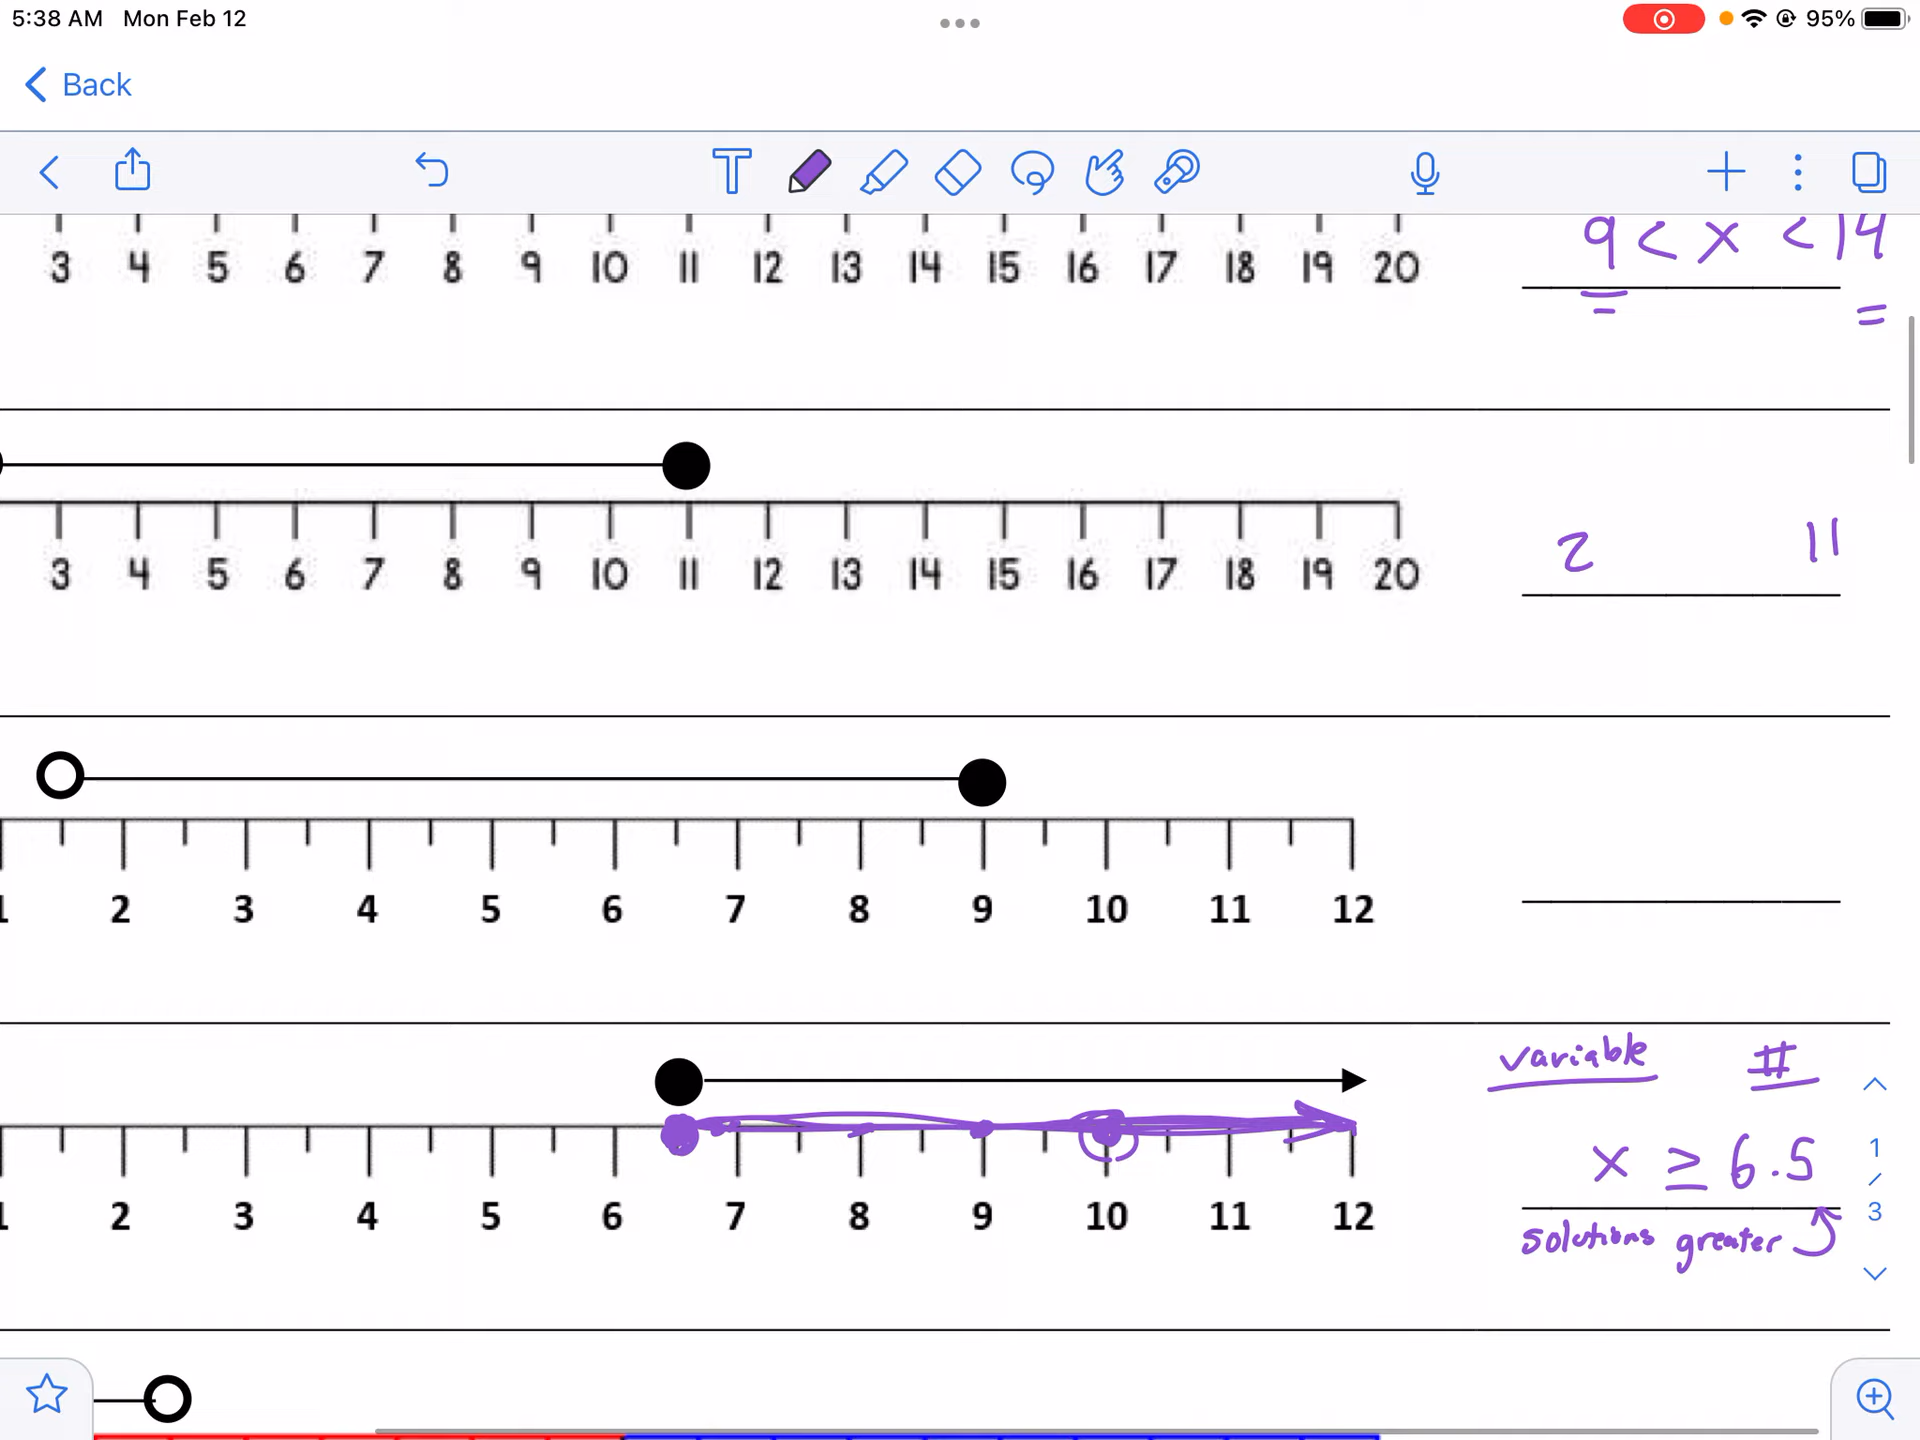 5:38 AM Mon Feb 12 95%
Back
T
3 4 5 6 7 8 9 10 11 12 13 14 15 16 17 18 19 20
9 < x < 14
= =
3 4 5 6 7 8 9 10 11 12 13 14 15 16 17 18 19 20
2 11
1 2 3 4 5 6 7 8 9 10 11 12
variable #
x ≥ 6.5
1 2 3 4 5 6 7 8 9 10 11 12
solutions greater
1
/
3